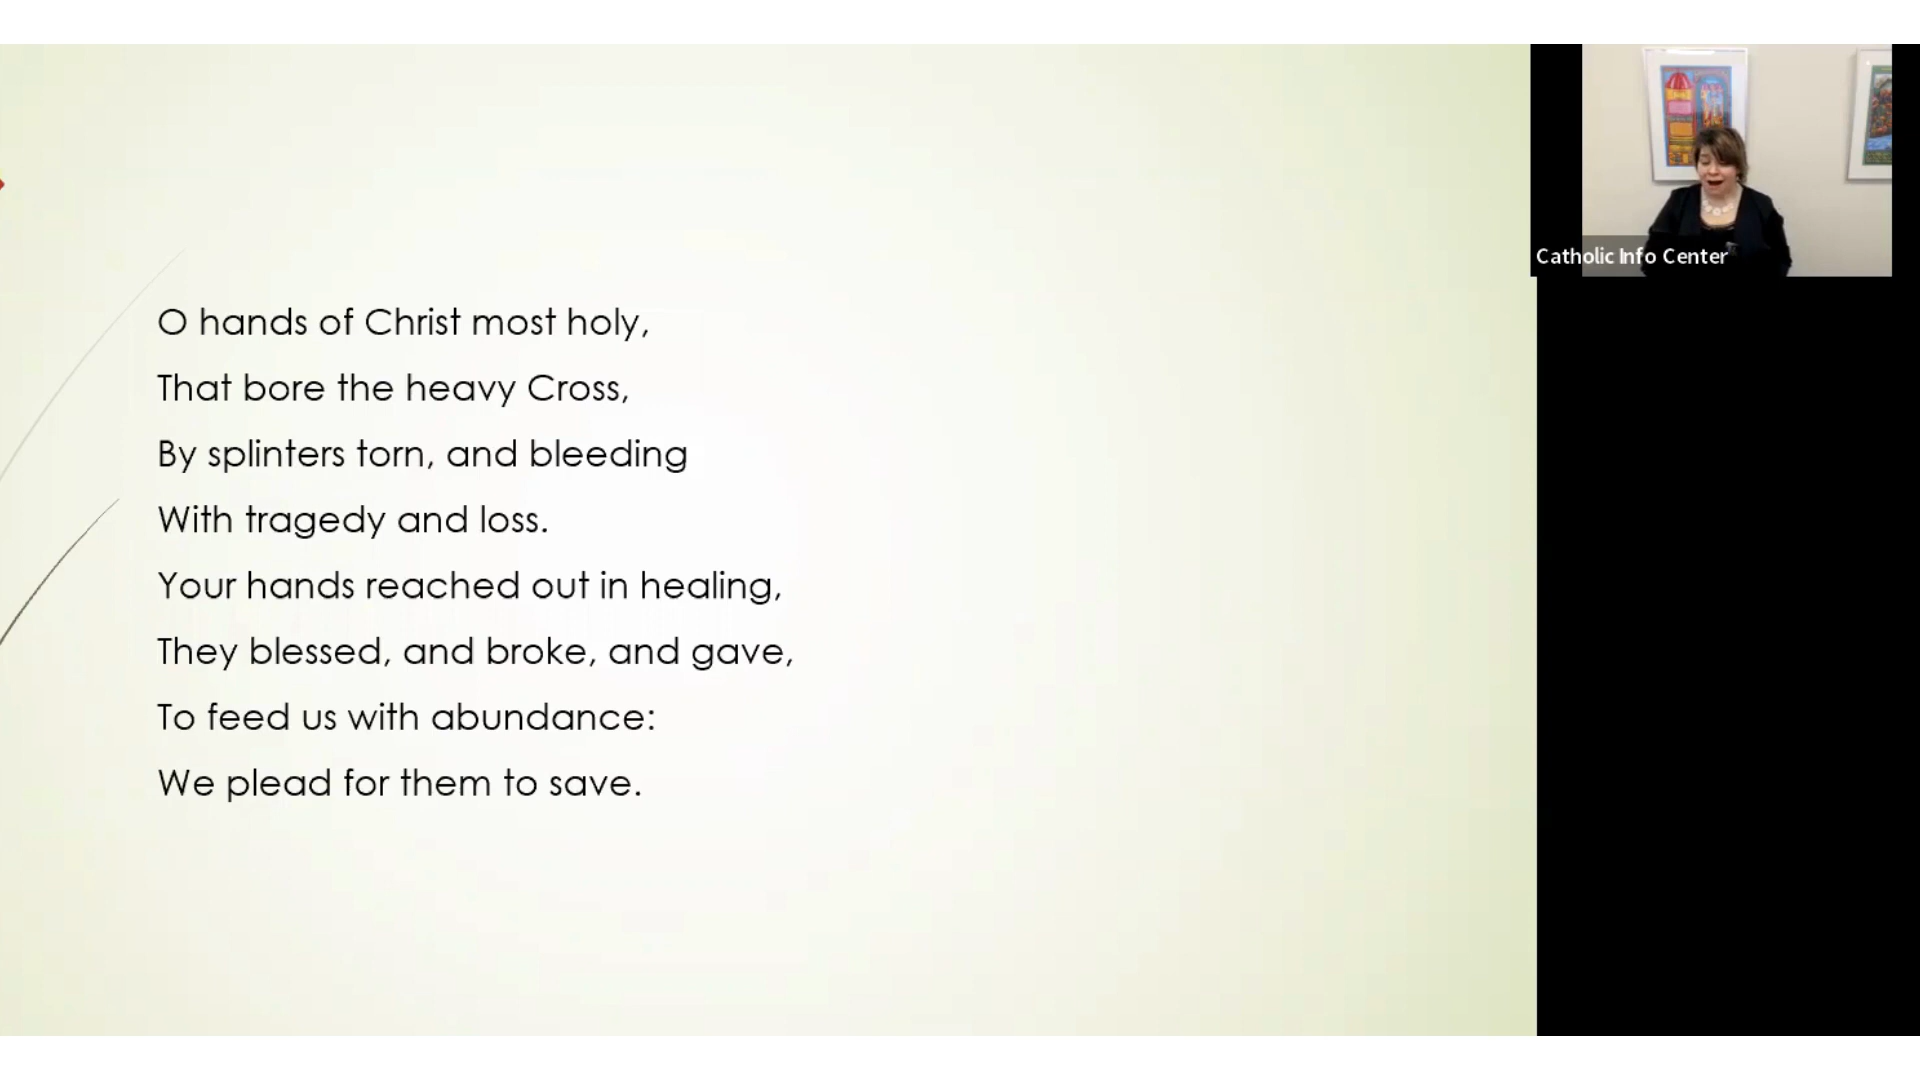 O hands of Christ most holy,
That bore the heavy Cross,
By splinters torn, and bleeding
With tragedy and loss.
Your hands reached out in healing,
They blessed, and broke, and gave,
To feed us with abundance:
We plead for them to save.
Catholic Info Center